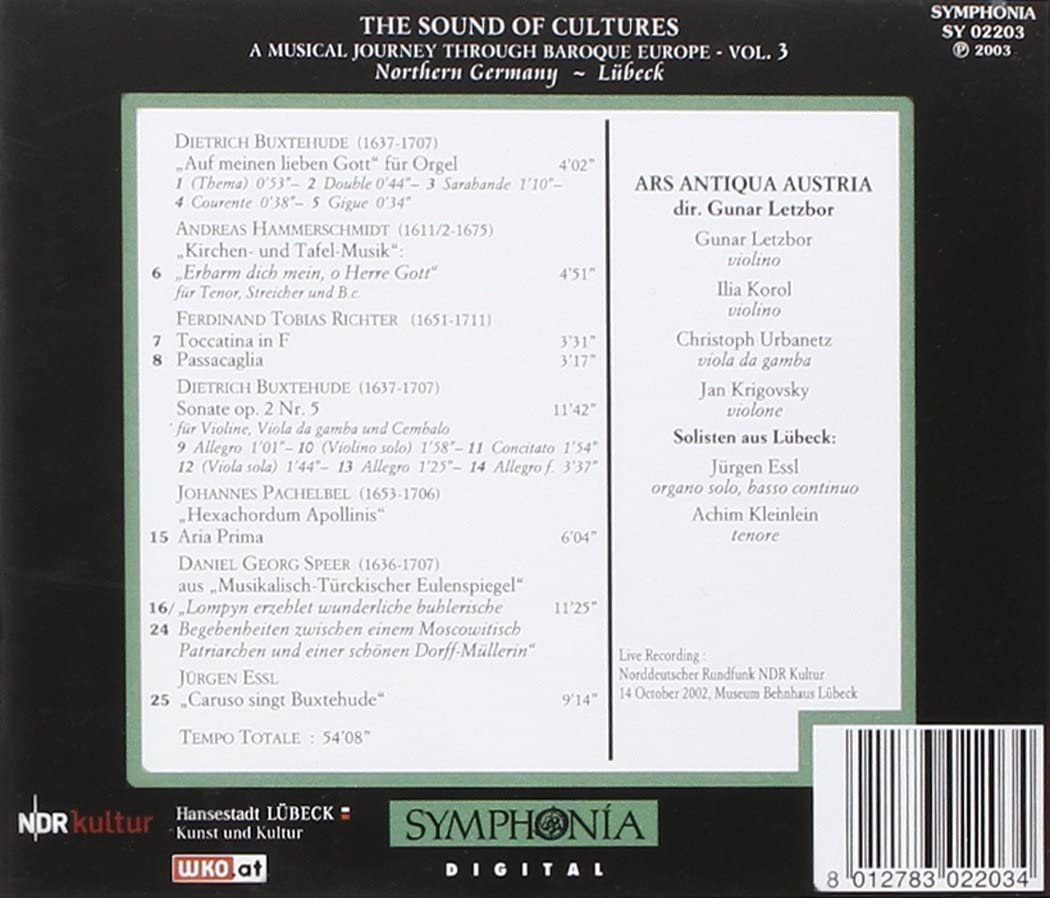 THE SOUND OF CULTURES
A MUSICAL JOURNEY THROUGH BAROQUE EUROPE - VOL. 3
Northern Germany ~ Lübeck
SYMPHONIA
SY 02203
℗ 2003
DIETRICH BUXTEHUDE (1637-1707)
„Auf meinen lieben Gott“ für Orgel 4'02”
1 (Thema) 0'53”– 2 Double 0'44”– 3 Sarabande 1'10”–
4 Courente 0'38”– 5 Gigue 0'34”
ANDREAS HAMMERSCHMIDT (1611/2-1675)
„Kirchen- und Tafel-Musik“:
6 „Erbarm dich mein, o Herre Gott“ 4'51”
für Tenor, Streicher und B.c.
FERDINAND TOBIAS RICHTER (1651-1711)
7 Toccatina in F 3'31”
8 Passacaglia 3'17”
DIETRICH BUXTEHUDE (1637-1707)
Sonate op. 2 Nr. 5 11'42”
für Violine, Viola da gamba und Cembalo
9 Allegro 1'01”– 10 (Violino solo) 1'58”– 11 Concitato 1'54”
12 (Viola sola) 1'44”– 13 Allegro 1'25”– 14 Allegro f. 3'37”
JOHANNES PACHELBEL (1653-1706)
„Hexachordum Apollinis“
15 Aria Prima 6'04”
DANIEL GEORG SPEER (1636-1707)
aus „Musikalisch-Türckischer Eulenspiegel“
16/ „Lompyn erzehlet wunderliche buhlerische 11'25”
24 Begebenheiten zwischen einem Moscowitisch
Patriarchen und einer schönen Dorff-Müllerin“
JÜRGEN ESSL
25 „Caruso singt Buxtehude“ 9'14”
TEMPO TOTALE : 54'08”
ARS ANTIQUA AUSTRIA
dir. Gunar Letzbor
Gunar Letzbor
violino
Ilia Korol
violino
Christoph Urbanetz
viola da gamba
Jan Krigovsky
violone
Solisten aus Lübeck:
Jürgen Essl
organo solo, basso continuo
Achim Kleinlein
tenore
Live Recording :
Norddeutscher Rundfunk NDR Kultur
14 October 2002, Museum Behnhaus Lübeck
NDR kultur
Hansestadt LÜBECK
Kunst und Kultur
WKO.at
SYMPHONÍA
DIGITAL
8 012783 022034